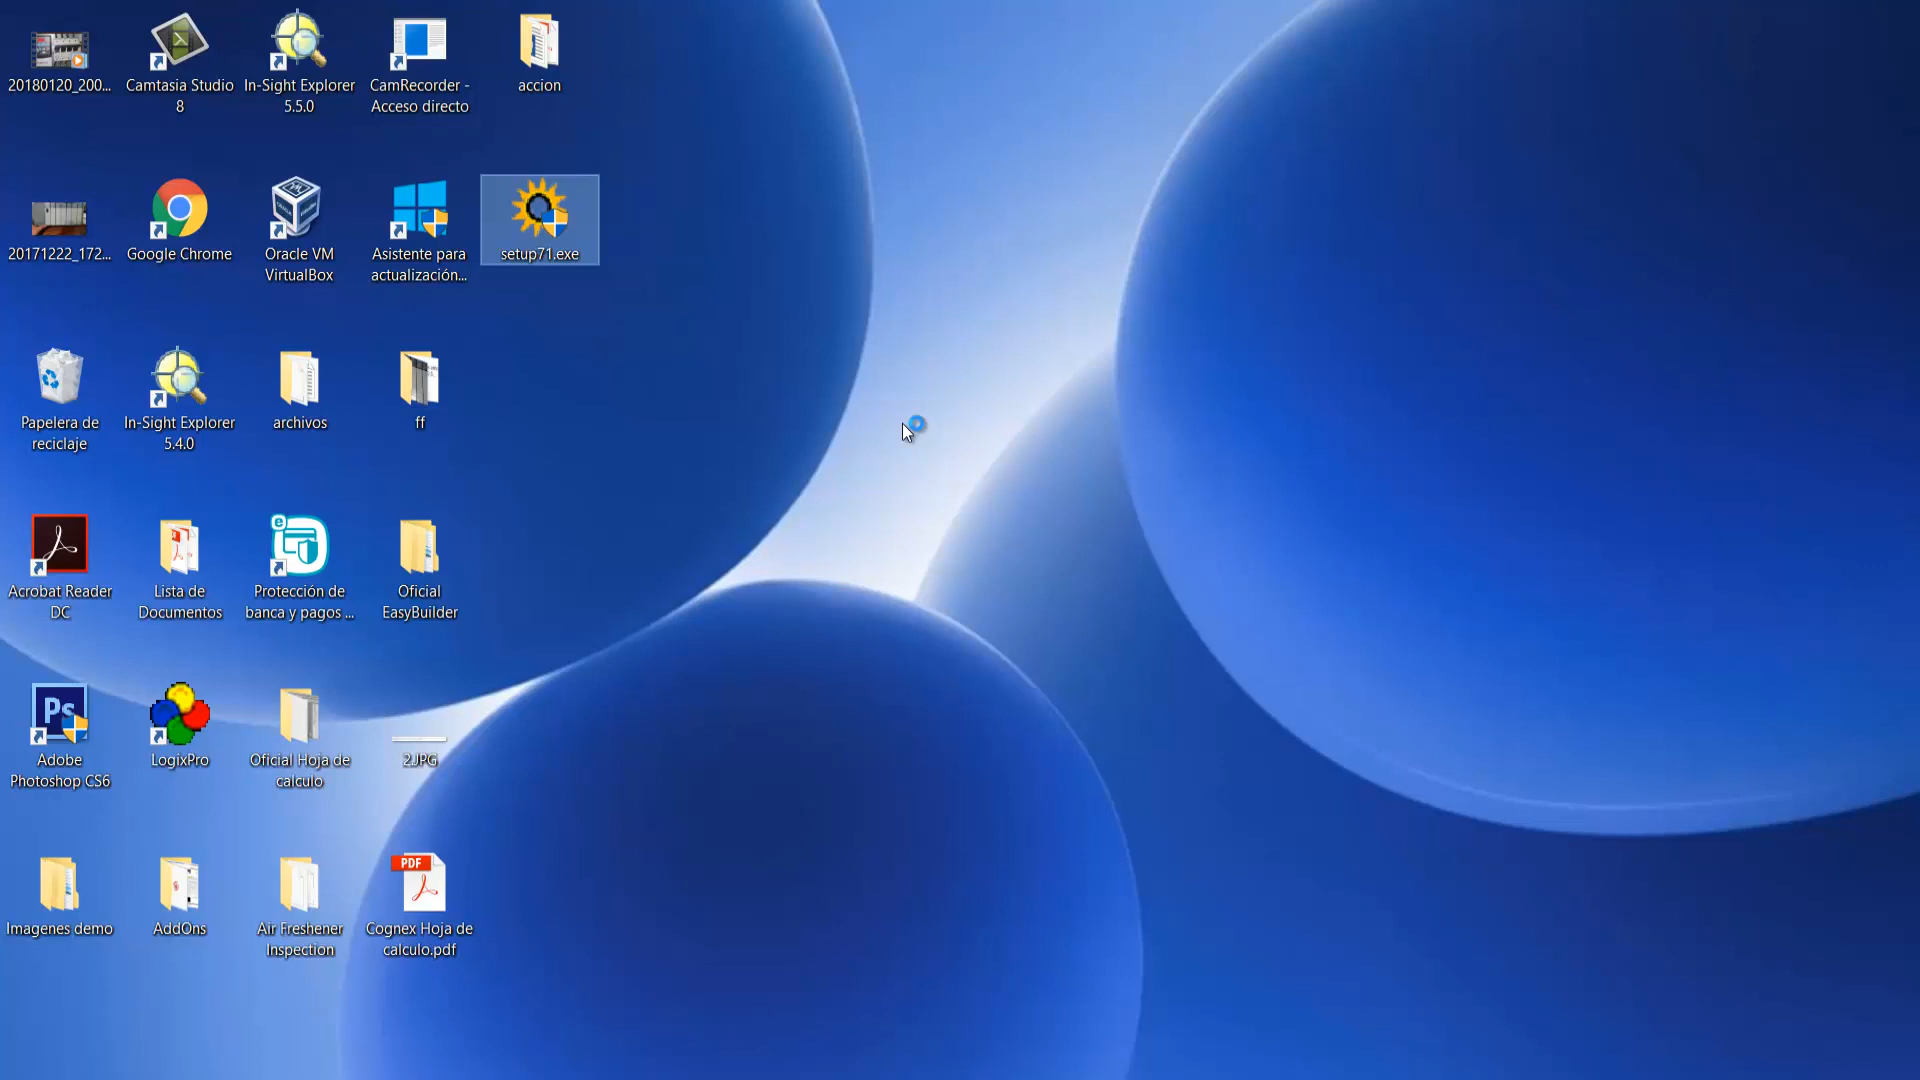 20180120_200...
Camtasia Studio
8
In-Sight Explorer
5.5.0
CamRecorder -
Acceso directo
accion
20171222_172...
Google Chrome
Oracle VM
VirtualBox
Asistente para
actualización...
setup71.exe
Papelera de
reciclaje
In-Sight Explorer
5.4.0
archivos
ff
Acrobat Reader
DC
Lista de
Documentos
Protección de
banca y pagos ...
Oficial
EasyBuilder
Ps
Adobe
Photoshop CS6
LogixPro
Oficial Hoja de
calculo
2.JPG
Imagenes demo
AddOns
Air Freshener
Inspection
PDF
Cognex Hoja de
calculo.pdf